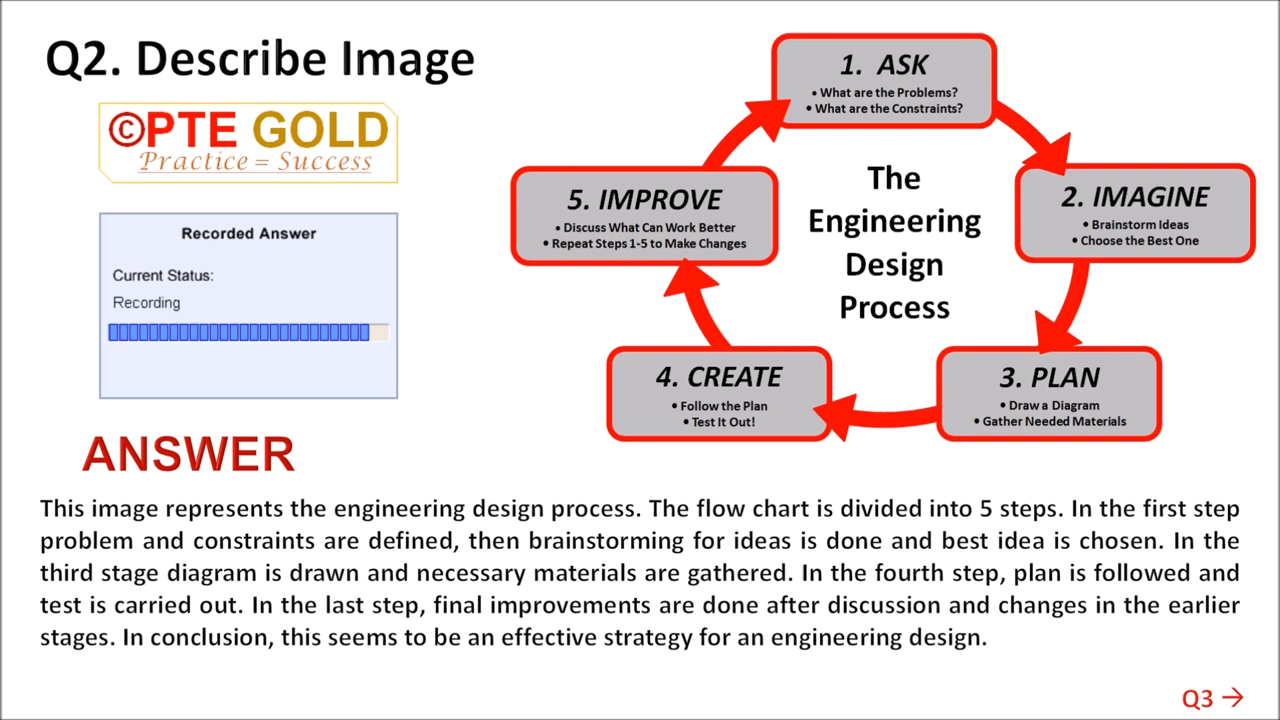 Q2. Describe Image
©PTE GOLD
Practice = Success
Recorded Answer
Current Status:
Recording
1. ASK
• What are the Problems?
• What are the Constraints?
2. IMAGINE
• Brainstorm Ideas
• Choose the Best One
3. PLAN
• Draw a Diagram
• Gather Needed Materials
4. CREATE
• Follow the Plan
• Test It Out!
5. IMPROVE
• Discuss What Can Work Better
• Repeat Steps 1-5 to Make Changes
The
Engineering
Design
Process
ANSWER
This image represents the engineering design process. The flow chart is divided into 5 steps. In the first step
problem and constraints are defined, then brainstorming for ideas is done and best idea is chosen. In the
third stage diagram is drawn and necessary materials are gathered. In the fourth step, plan is followed and
test is carried out. In the last step, final improvements are done after discussion and changes in the earlier
stages. In conclusion, this seems to be an effective strategy for an engineering design.
Q3 →